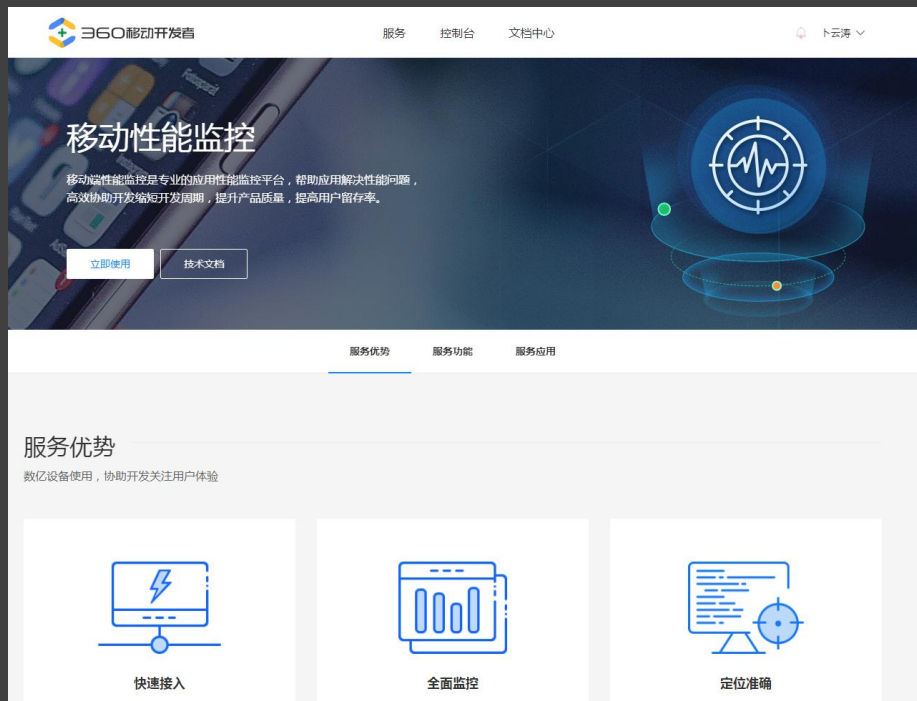 360移动开发者
服务
控制台
文档中心
卜云涛
移动性能监控
移动端性能监控是专业的应用性能监控平台，帮助应用解决性能问题，
高效协助开发缩短开发周期，提升产品质量，提高用户留存率。
立即使用
技术文档
服务优势
服务功能
服务应用
服务优势
数亿设备使用，协助开发关注用户体验
快速接入
全面监控
定位准确